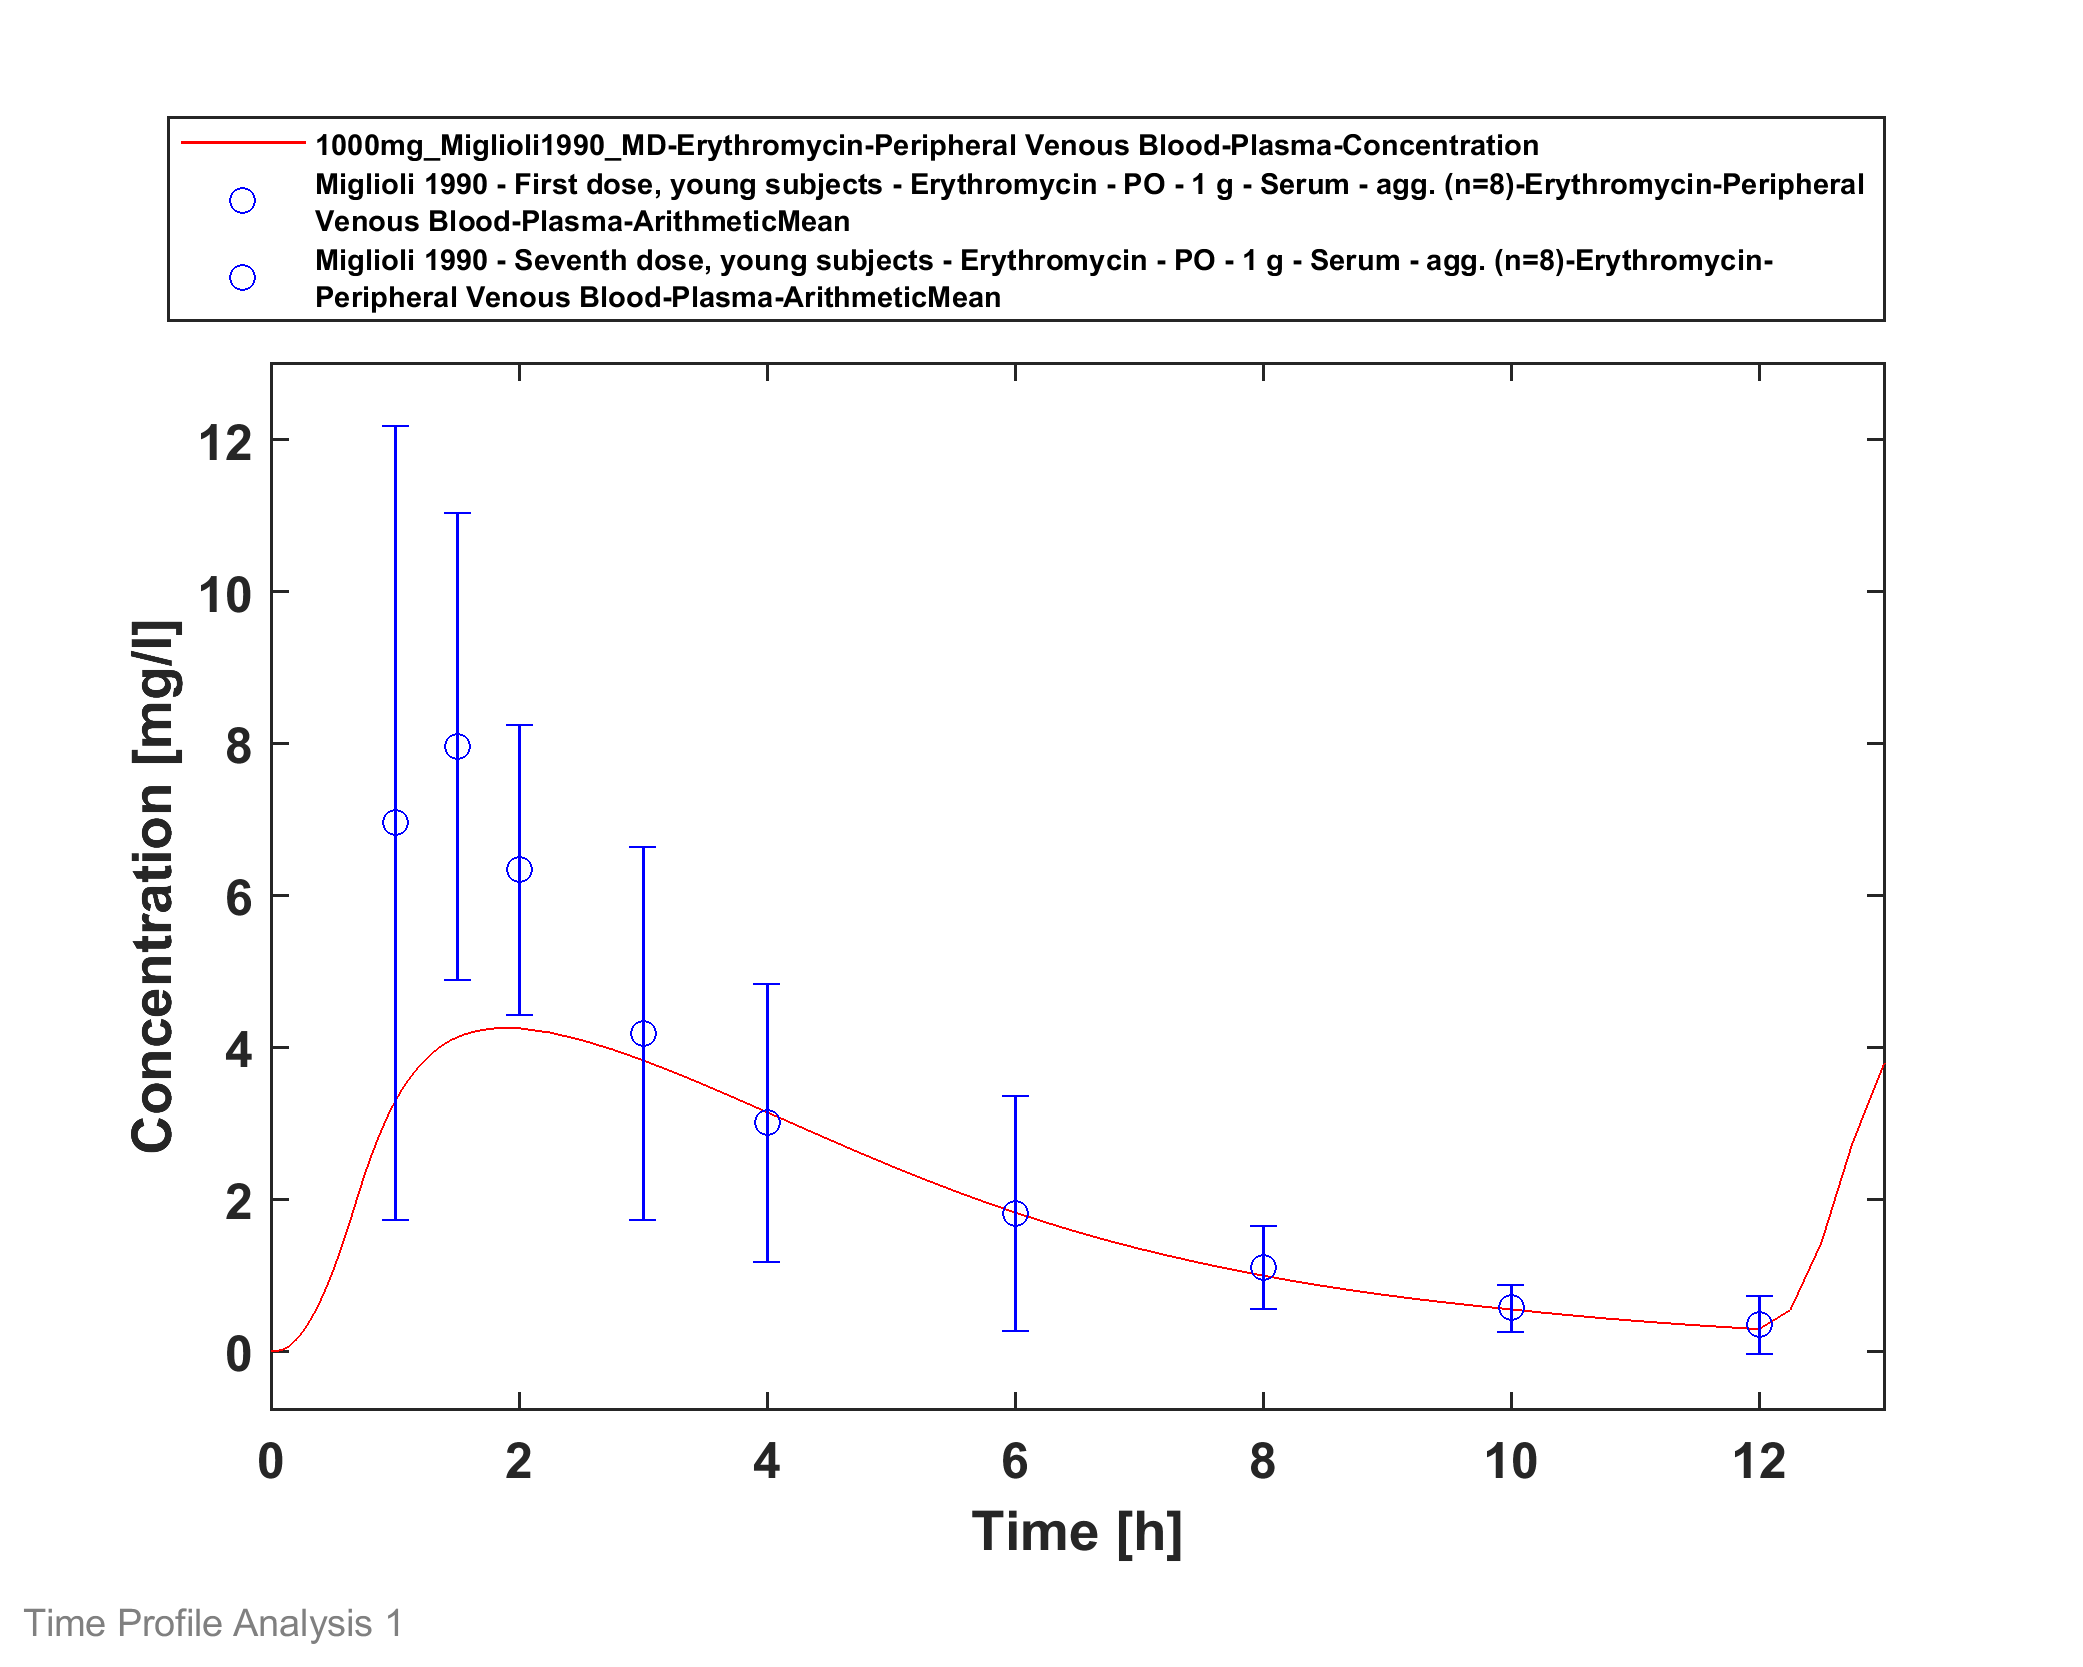 1000mg_Miglioli1990_MD-Erythromycin-Peripheral Venous Blood-Plasma-Concentration
Miglioli 1990 - First dose, young subjects - Erythromycin - PO - 1 g - Serum - agg. (n=8)-Erythromycin-Peripheral
Venous Blood-Plasma-ArithmeticMean
Miglioli 1990 - Seventh dose, young subjects - Erythromycin - PO - 1 g - Serum - agg. (n=8)-Erythromycin-
Peripheral Venous Blood-Plasma-ArithmeticMean
12
10
8
6
4
2
0
Concentration [mg/l]
0 2 4 6 8 10 12
Time [h]
Time Profile Analysis 1